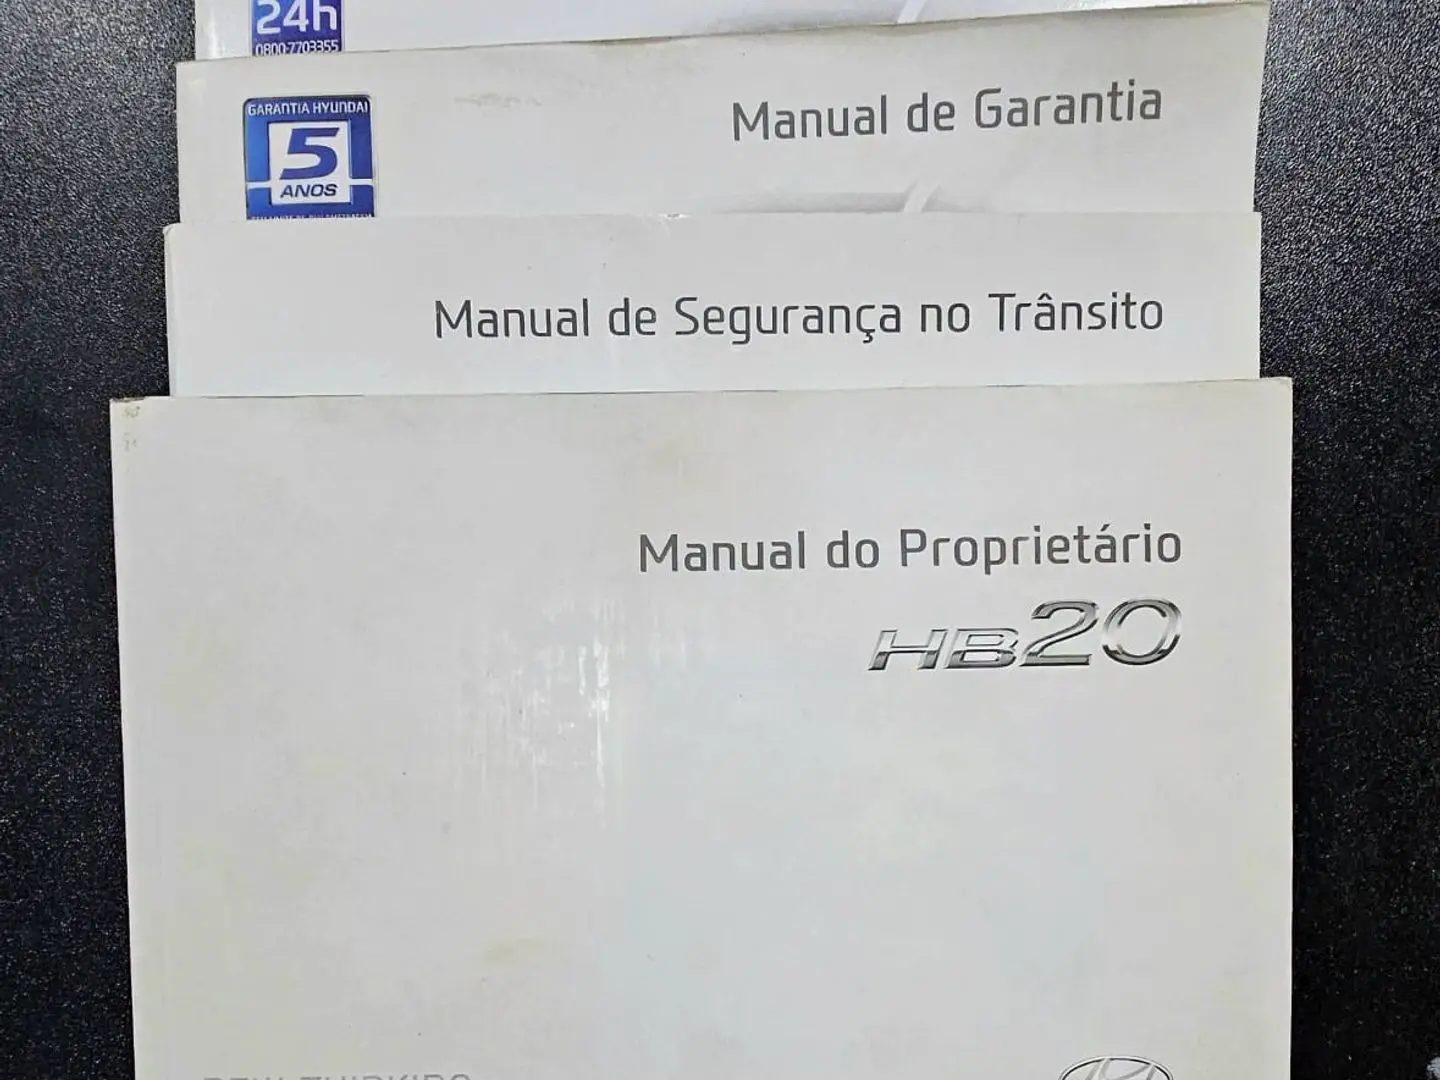 24h
0800-7703355
GARANTIA HYUNDAI
5
ANOS
Manual de Garantia
Manual de Segurança no Trânsito
Manual do Proprietário
HB20